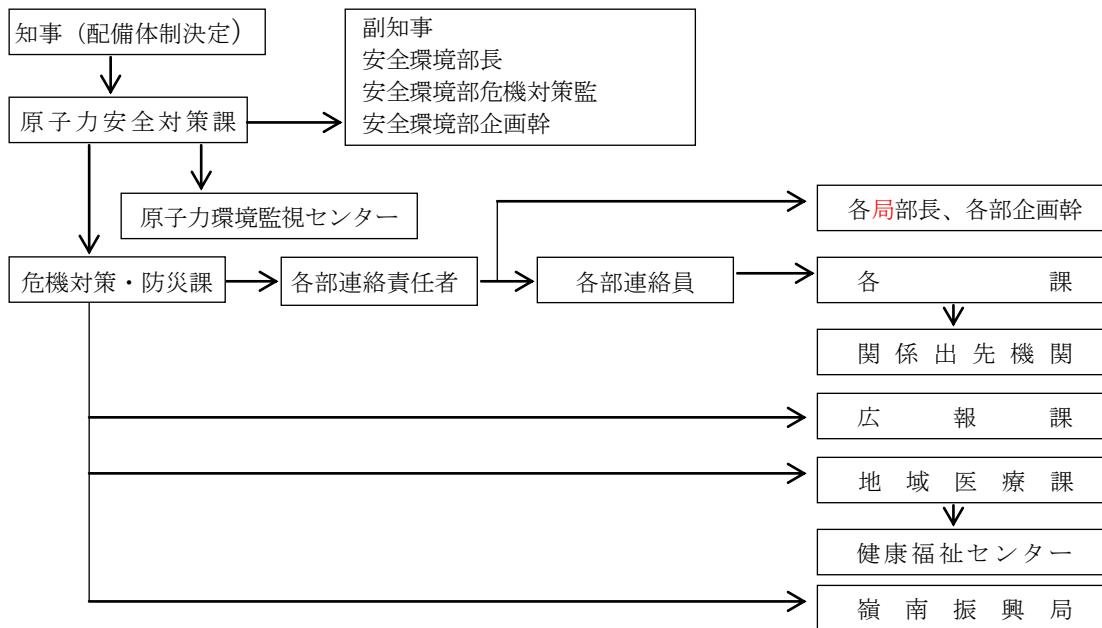 知事（配備体制決定）
副知事
安全環境部長
安全環境部危機対策監
安全環境部企画幹
原子力安全対策課
原子力環境監視センター
各局部長、各部企画幹
危機対策・防災課
各部連絡責任者
各部連絡員
各課
関係出先機関
広報課
地域医療課
健康福祉センター
嶺南振興局